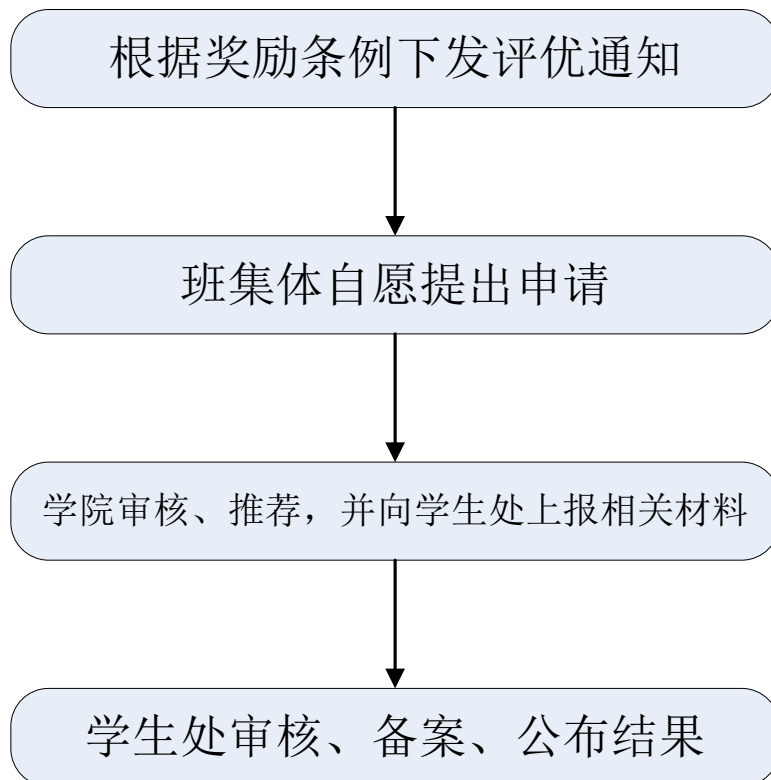 根据奖励条例下发评优通知
班集体自愿提出申请
学院审核、推荐，并向学生处上报相关材料
学生处审核、备案、公布结果